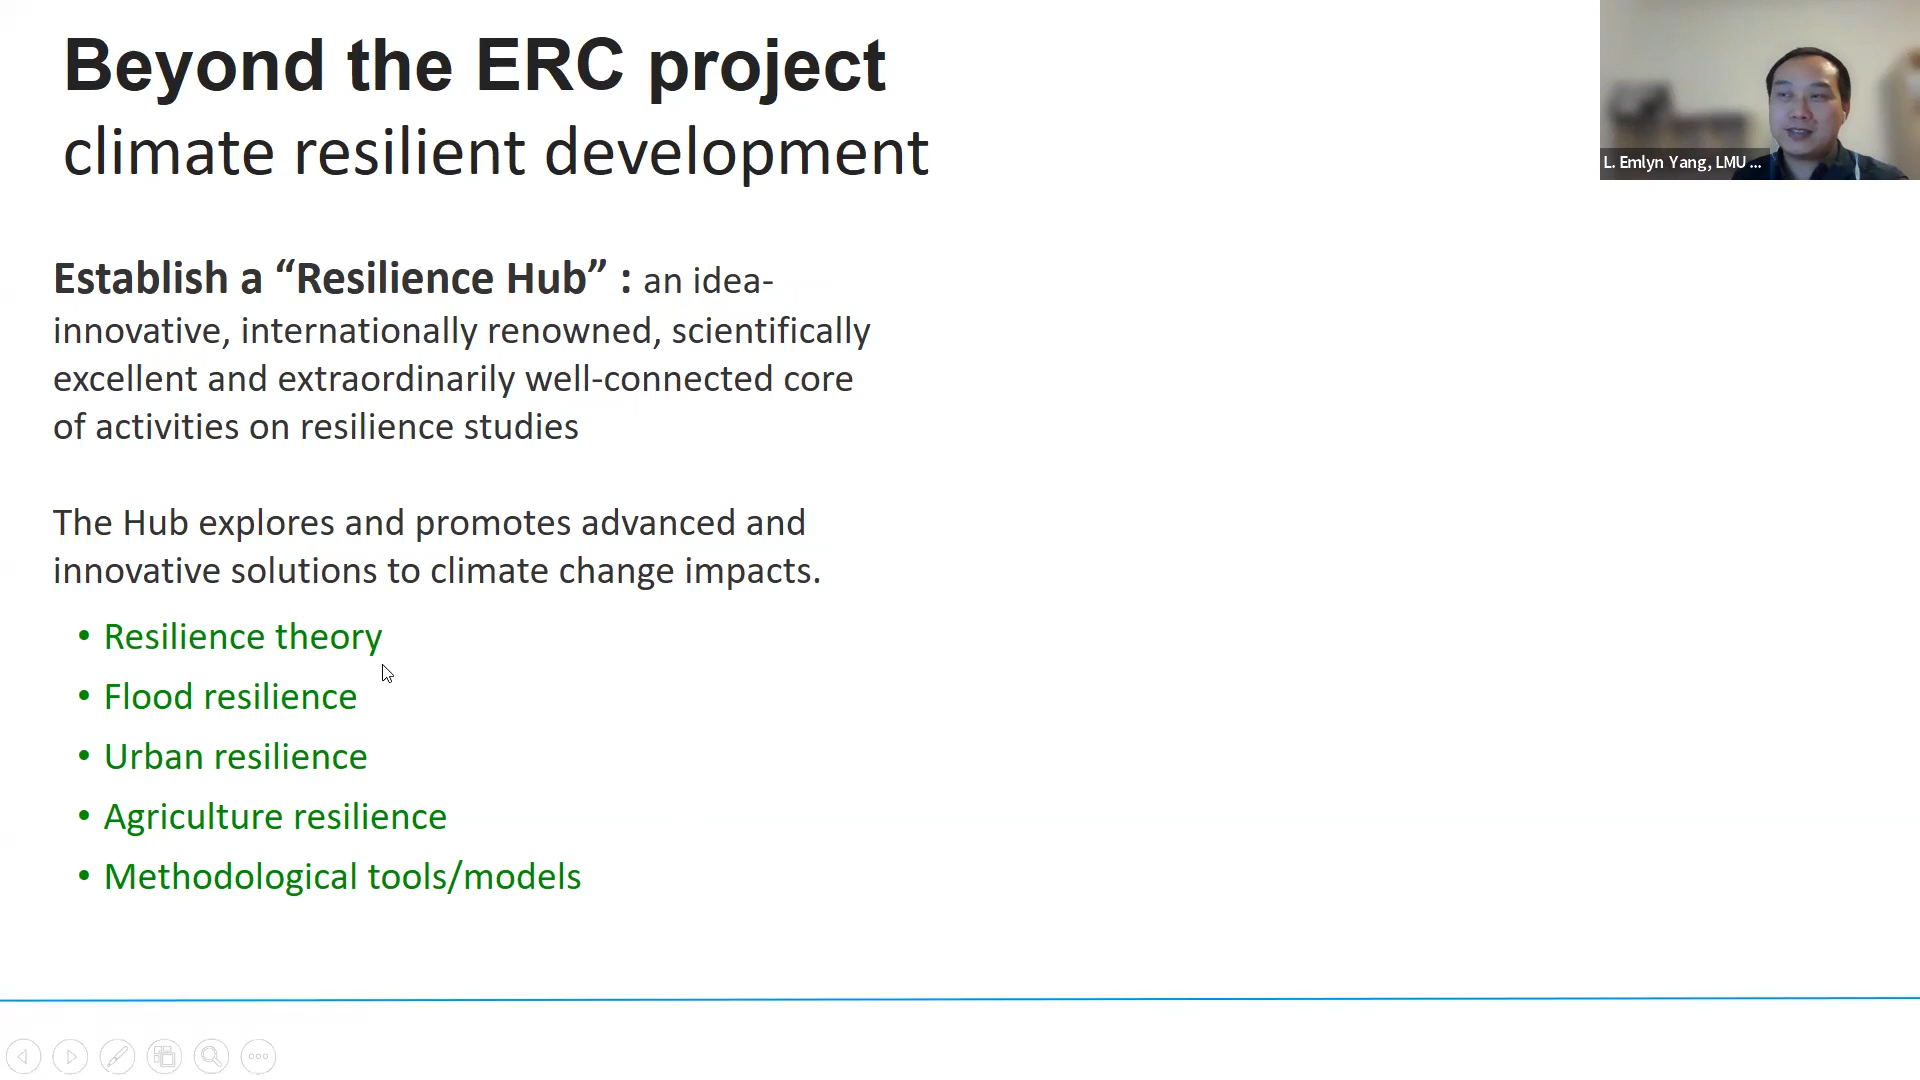 Beyond the ERC project
climate resilient development
L. Emlyn Yang, LMU ...
Establish a “Resilience Hub” : an idea-
innovative, internationally renowned, scientifically
excellent and extraordinarily well-connected core
of activities on resilience studies
The Hub explores and promotes advanced and
innovative solutions to climate change impacts.
• Resilience theory
• Flood resilience
• Urban resilience
• Agriculture resilience
• Methodological tools/models